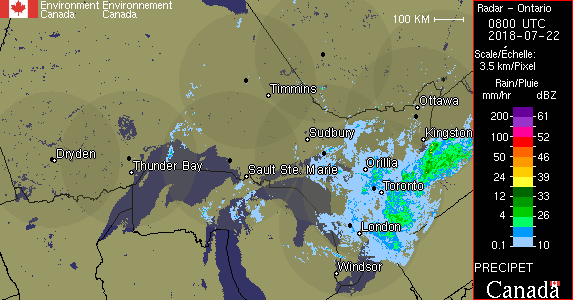 Environment Environnement
Canada Canada
100 KM
Timmins
Ottawa
Sudbury
Kingston
Dryden
Thunder Bay
Sault Ste. Marie
Orillia
Toronto
London
Windsor
Radar - Ontario
0800 UTC
2018-07-22
Scale/Échelle:
3.5 km/Pixel
Rain/Pluie
mm/hr dBZ
200 61
100 52
50 46
24 39
12 33
4 26
0.1 10
PRECIPET
Canada